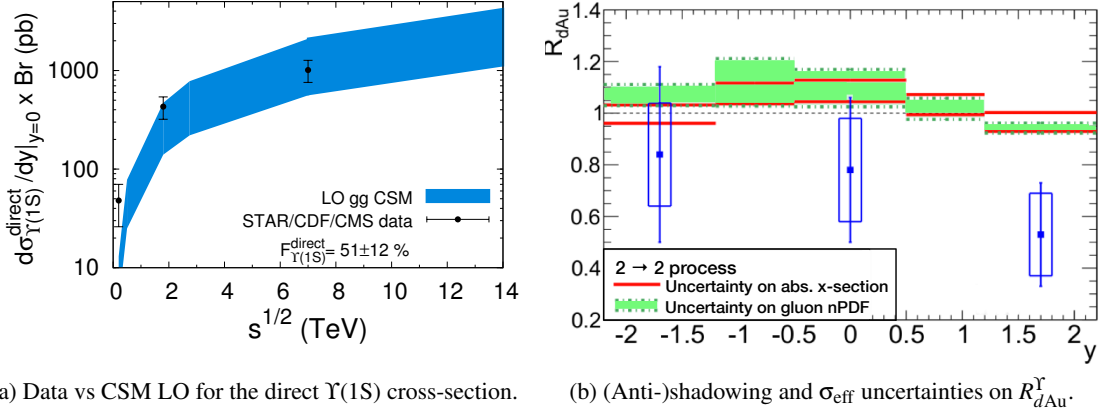 dσ^direct_ϒ(1S)/dy|y=0 x Br (pb)
1000
100
10
LO gg CSM
STAR/CDF/CMS data
F^direct_ϒ(1S) = 51±12 %
0 2 4 6 8 10 12 14
s^1/2 (TeV)
R_dAu
1.4
1.2
1
0.8
0.6
0.4
0.2
2 → 2 process
Uncertainty on abs. x-section
Uncertainty on gluon nPDF
-2 -1.5 -1 -0.5 0 0.5 1 1.5 2
y
a) Data vs CSM LO for the direct ϒ(1S) cross-section.
(b) (Anti-)shadowing and σ_eff uncertainties on R^ϒ_dAu.